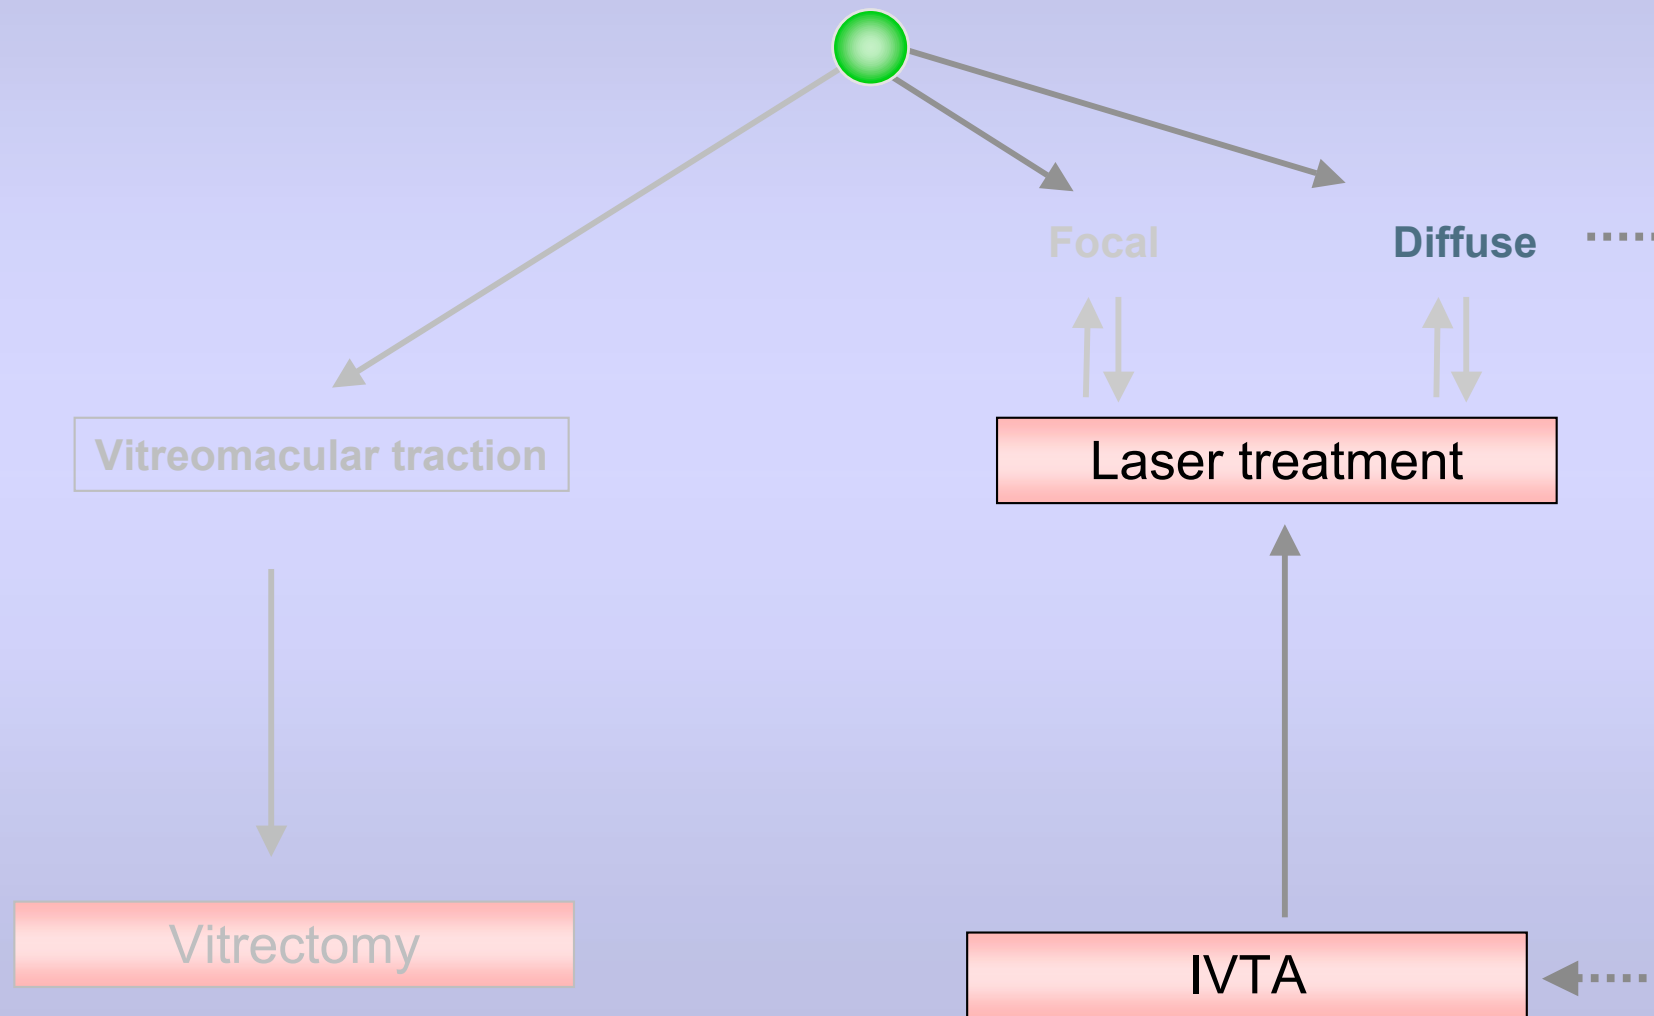 Focal
Diffuse
Vitreomacular traction
Laser treatment
Vitrectomy
IVTA